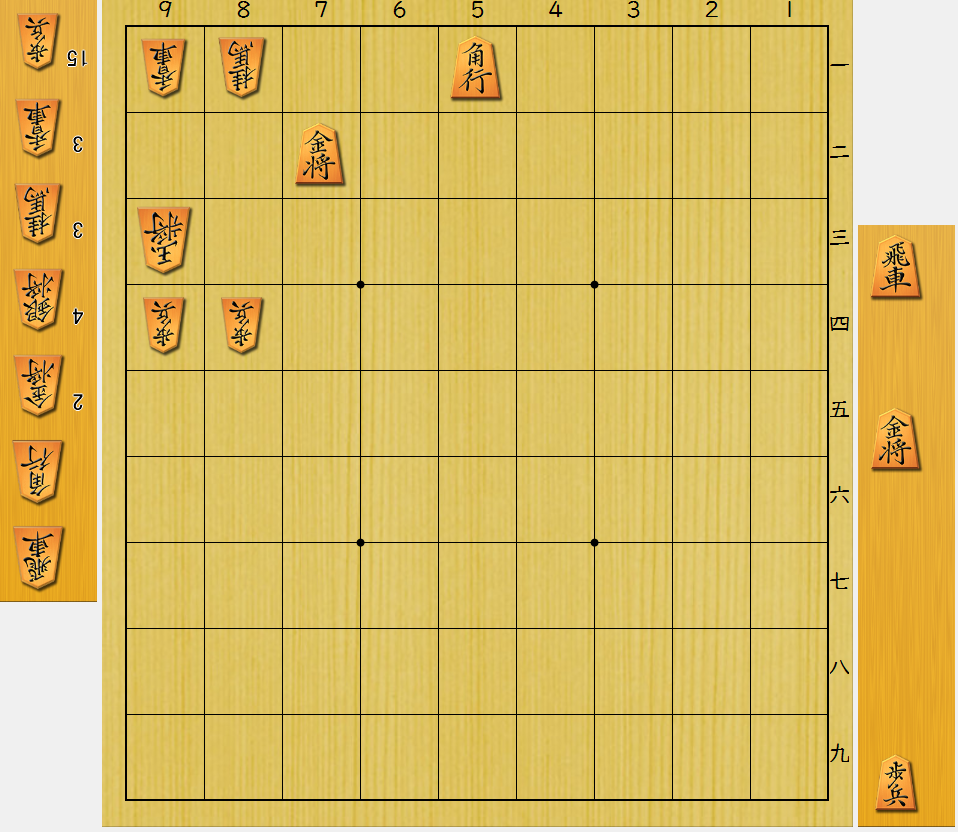 9 8 7 6 5 4 3 2 1
一
二
三
四
五
六
七
八
九
香車 桂馬 角行
金将
玉将
歩兵 歩兵
歩兵 15
香車 3
桂馬 3
銀将 4
金将 2
角行
飛車
飛車
金将
歩兵